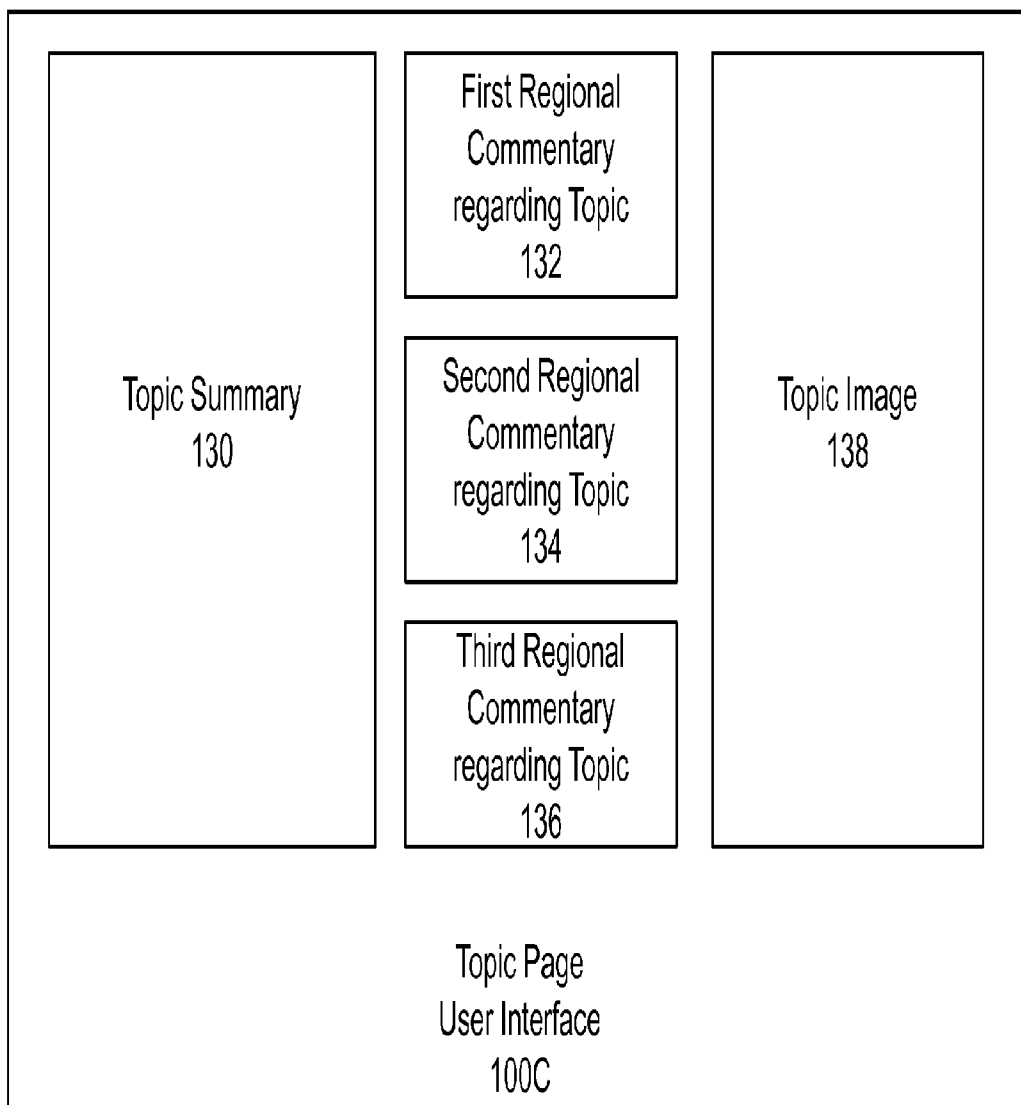 Topic Summary
130
First Regional
Commentary
regarding Topic
132
Second Regional
Commentary
regarding Topic
134
Third Regional
Commentary
regarding Topic
136
Topic Image
138
Topic Page
User Interface
100C